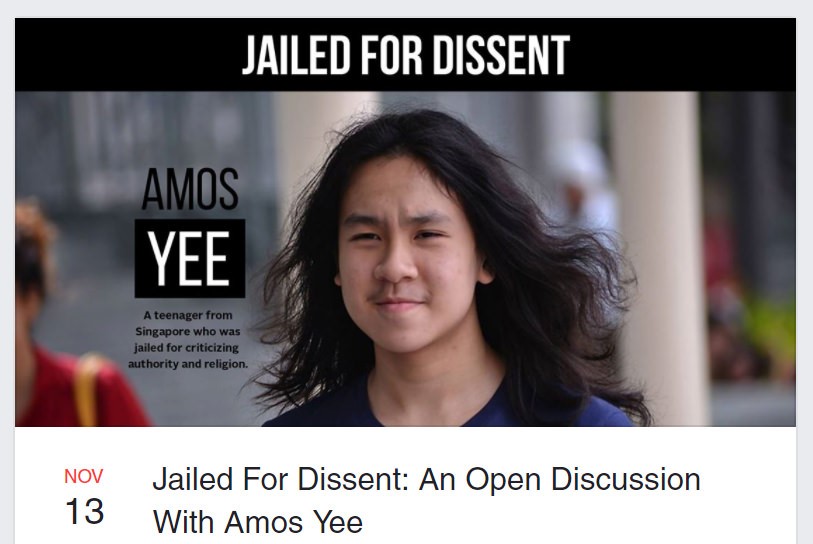 JAILED FOR DISSENT
AMOS
YEE
A teenager from
Singapore who was
jailed for criticizing
authority and religion.
NOV
13
Jailed For Dissent: An Open Discussion
With Amos Yee